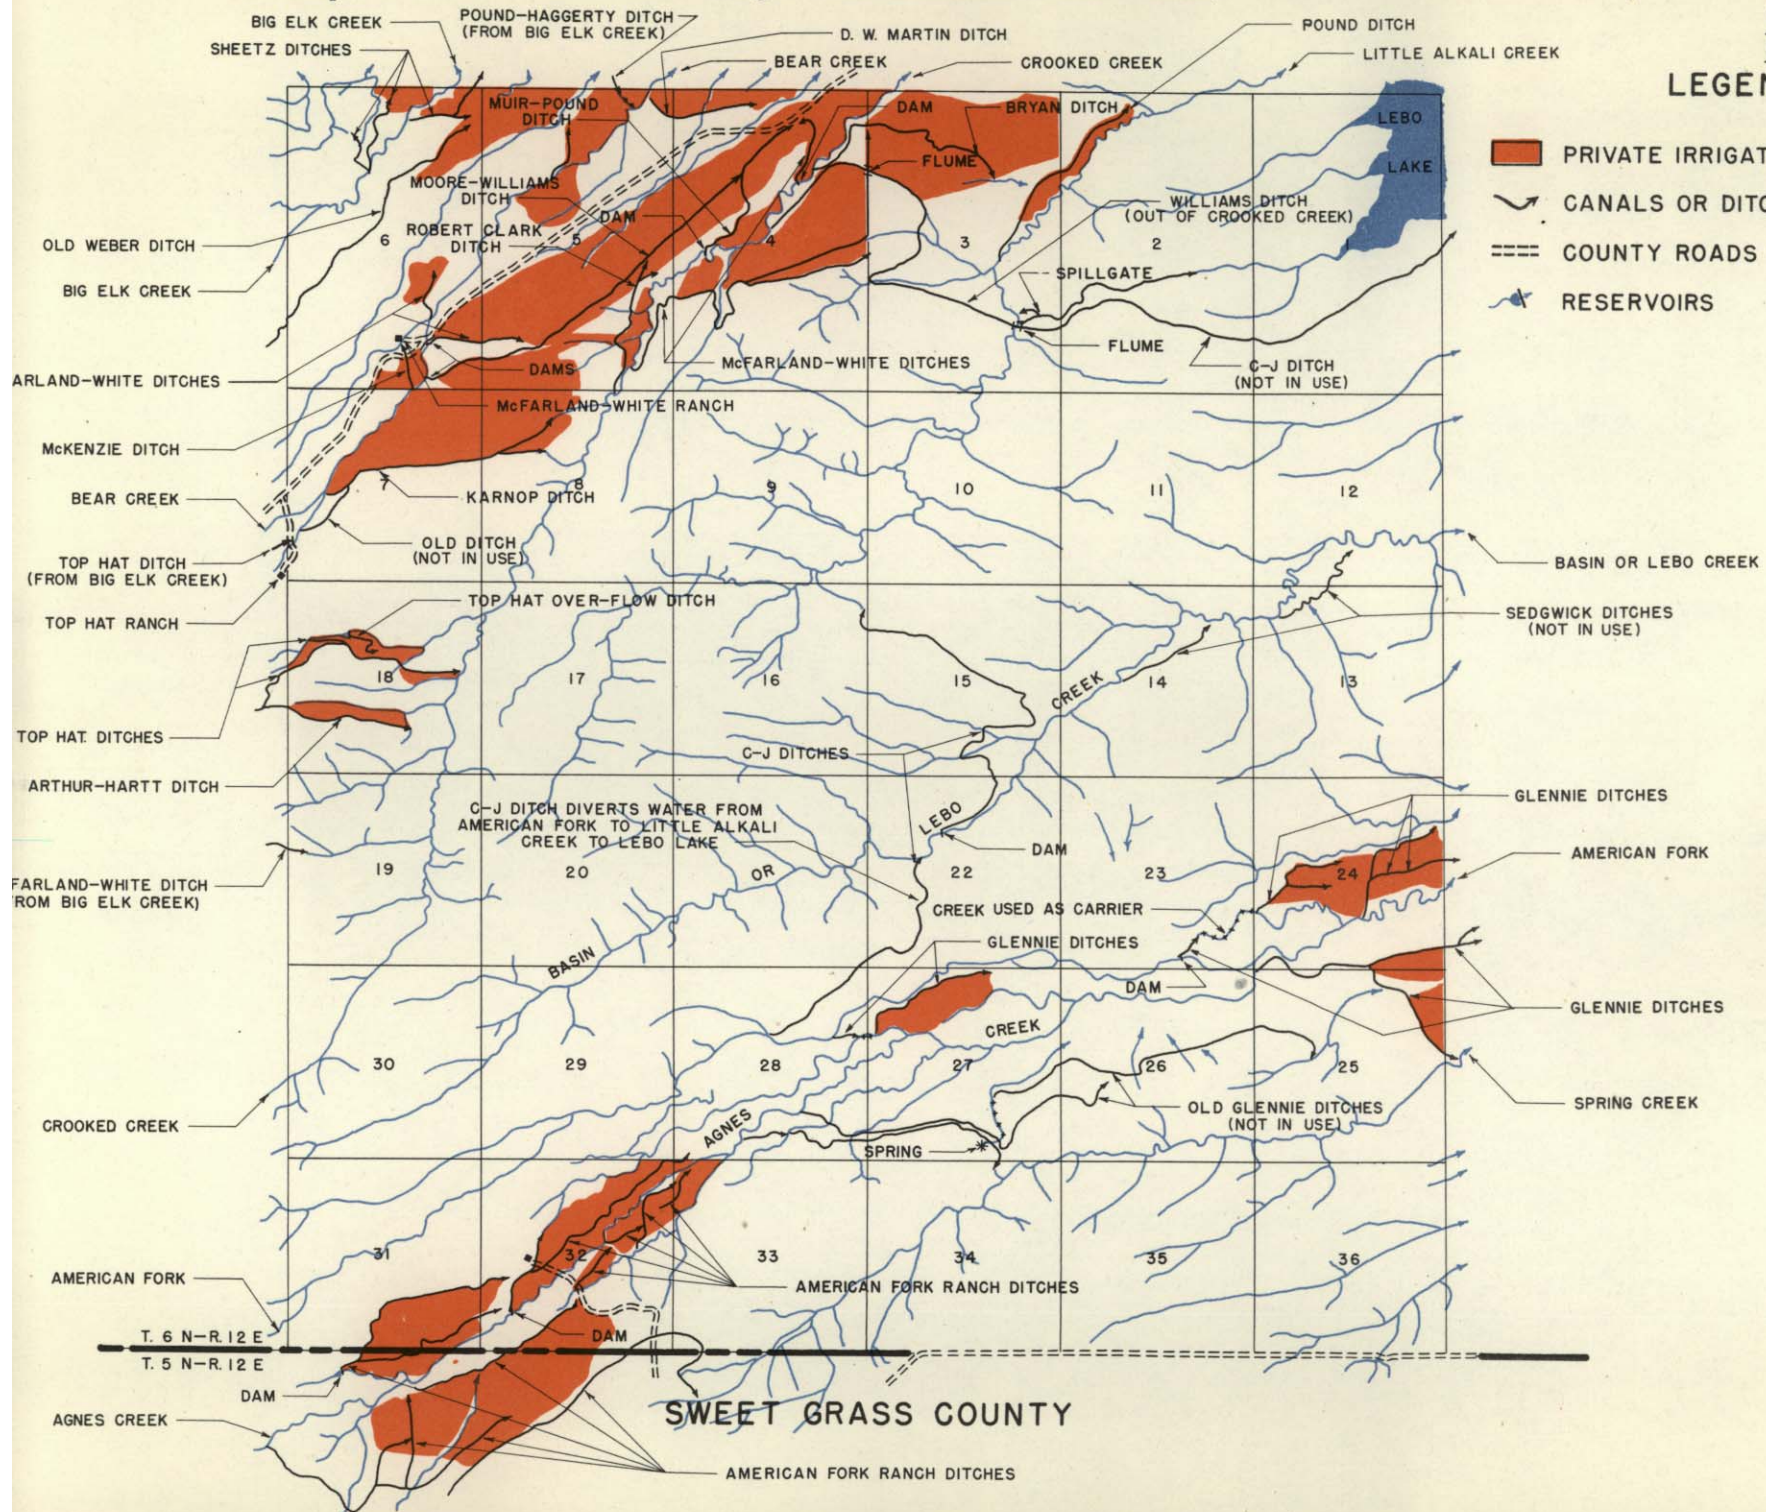 BIG ELK CREEK
POUND-HAGGERTY DITCH
(FROM BIG ELK CREEK)
D. W. MARTIN DITCH
POUND DITCH
SHEETZ DITCHES
BEAR CREEK
CROOKED CREEK
LITTLE ALKALI CREEK
MUIR-POUND
DITCH
DAM
BRYAN DITCH
LEBO
LAKE
FLUME
MOORE-WILLIAMS
DITCH
DAM
WILLIAMS DITCH
(OUT OF CROOKED CREEK)
ROBERT CLARK
DITCH
OLD WEBER DITCH
6
5
4
3
2
1
BIG ELK CREEK
SPILLGATE
FLUME
ARLAND-WHITE DITCHES
DAMS
McFARLAND-WHITE DITCHES
C-J DITCH
(NOT IN USE)
McFARLAND-WHITE RANCH
McKENZIE DITCH
BEAR CREEK
7
KARNOP DITCH
8
9
10
11
12
OLD DITCH
(NOT IN USE)
TOP HAT DITCH
(FROM BIG ELK CREEK)
BASIN OR LEBO CREEK
TOP HAT RANCH
TOP HAT OVER-FLOW DITCH
SEDGWICK DITCHES
(NOT IN USE)
18
17
16
15
CREEK
14
13
TOP HAT DITCHES
C-J DITCHES
ARTHUR-HARTT DITCH
GLENNIE DITCHES
C-J DITCH DIVERTS WATER FROM
AMERICAN FORK TO LITTLE ALKALI
CREEK TO LEBO LAKE
LEBO
DAM
AMERICAN FORK
19
20
OR
22
23
24
FARLAND-WHITE DITCH
FROM BIG ELK CREEK)
CREEK USED AS CARRIER
BASIN
GLENNIE DITCHES
DAM
GLENNIE DITCHES
CREEK
30
29
28
27
26
25
CROOKED CREEK
AGNES
OLD GLENNIE DITCHES
(NOT IN USE)
SPRING CREEK
SPRING
31
32
33
34
35
36
AMERICAN FORK
AMERICAN FORK RANCH DITCHES
DAM
T. 6 N-R. 12 E
T. 5 N-R. 12 E
DAM
AGNES CREEK
SWEET GRASS COUNTY
AMERICAN FORK RANCH DITCHES
LEGEN
PRIVATE IRRIGAT
CANALS OR DITC
COUNTY ROADS
RESERVOIRS